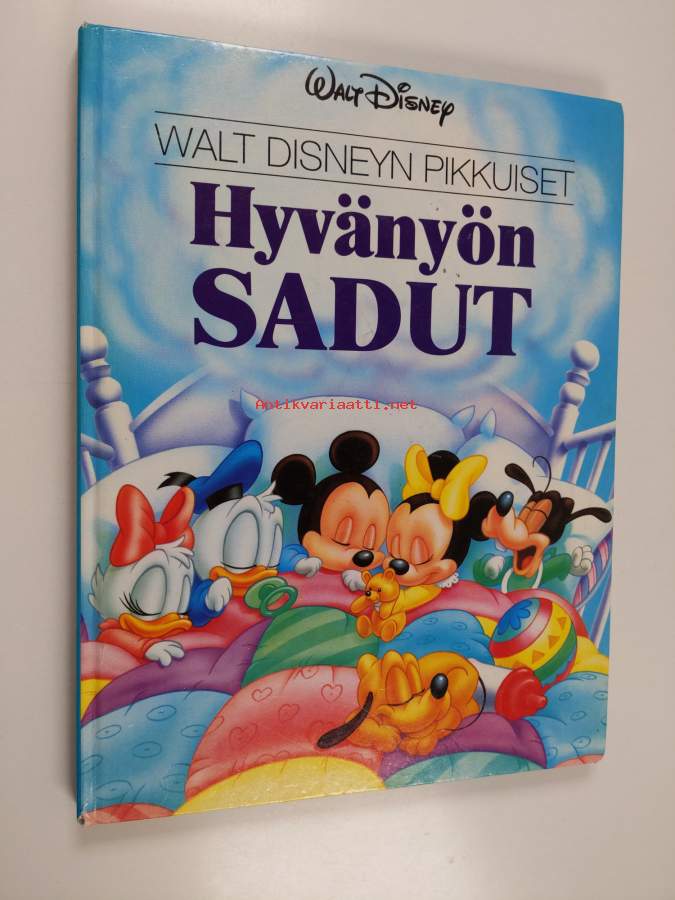 WALT DISNEY
WALT DISNEYN PIKKUISET
Hyvänyön
SADUT
Antikvariaatti.net